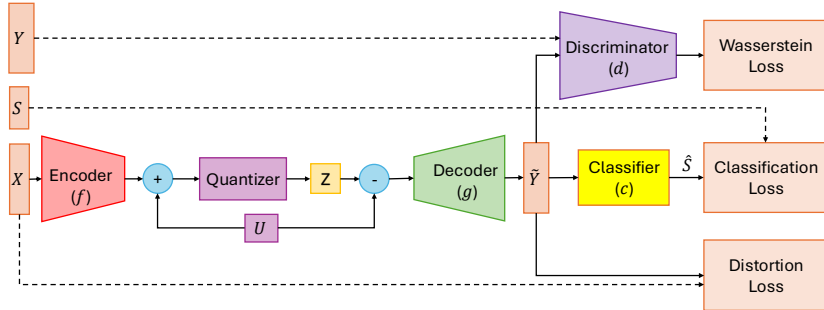 Y
Discriminator
(d)
Wasserstein
Loss
S
X
Encoder
(f)
+
Quantizer
Z
-
Decoder
(g)
Ỹ
Classifier
(c)
Ŝ
Classification
Loss
U
Distortion
Loss